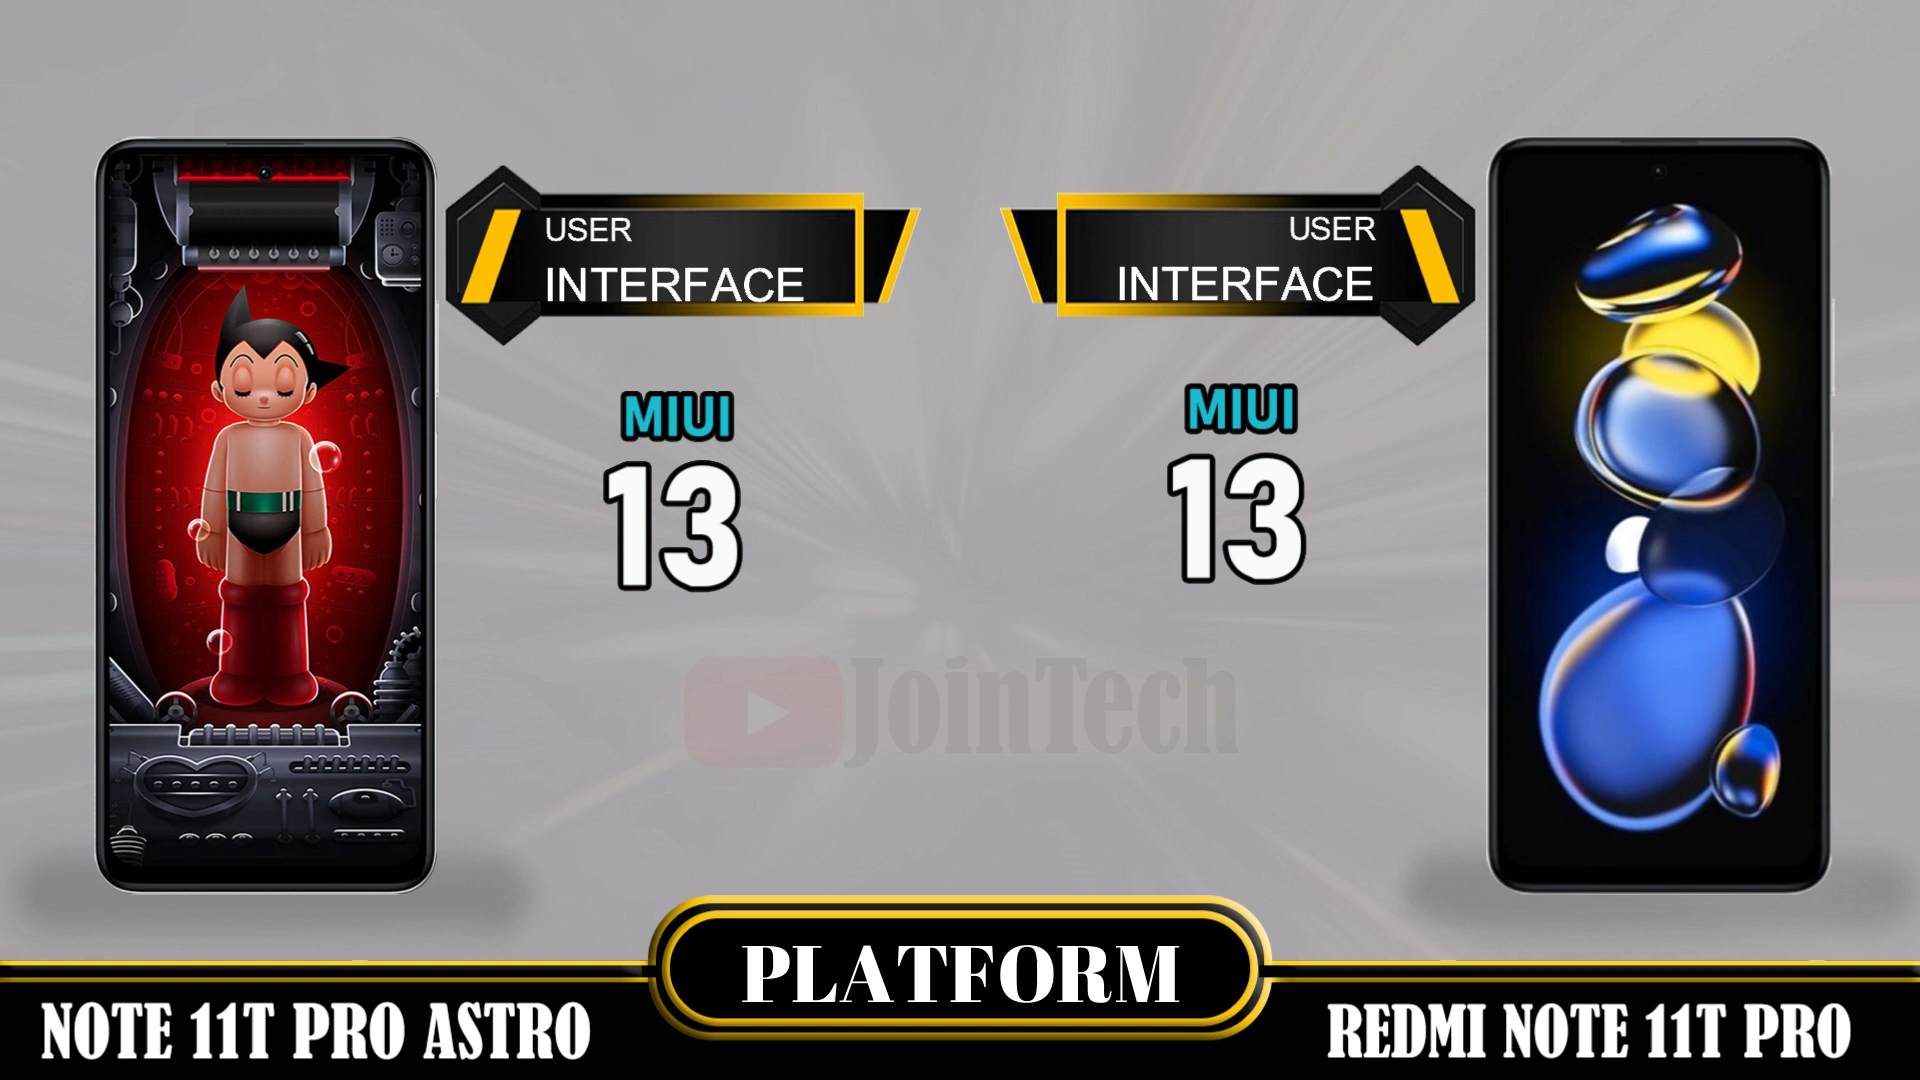 USER
INTERFACE
MIUI
13
USER
INTERFACE
MIUI
13
JoinTech
PLATFORM
NOTE 11T PRO ASTRO
REDMI NOTE 11T PRO